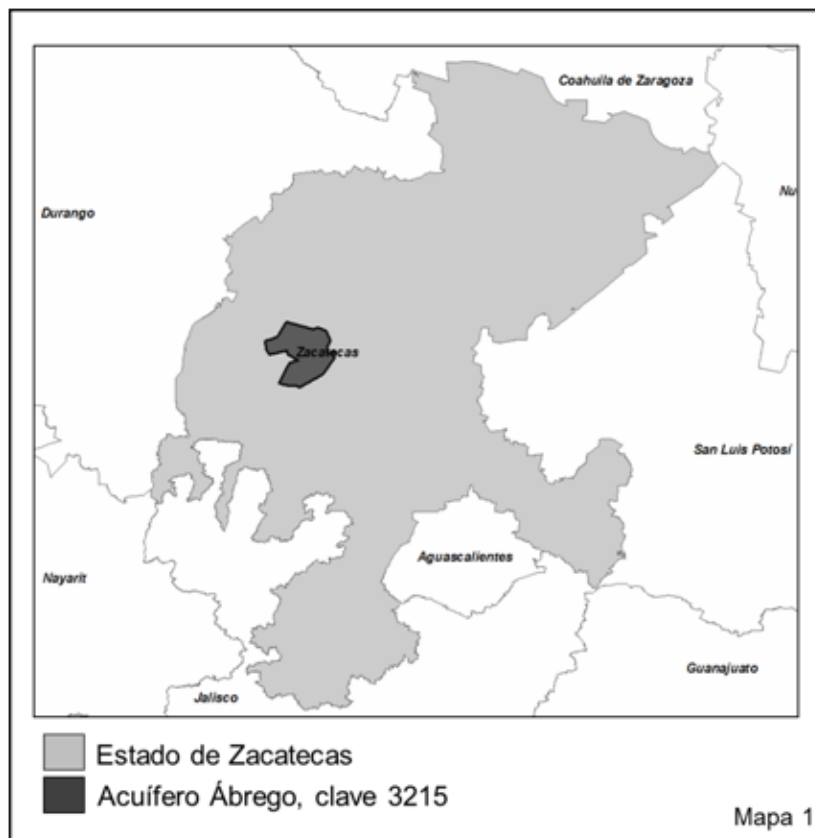 Coahuila de Zaragoza
Durango
Nu
Zacatecas
San Luis Potosí
Aguascalientes
Nayarit
Guanajuato
Jalisco
Estado de Zacatecas
Acuífero Ábrego, clave 3215
Mapa 1